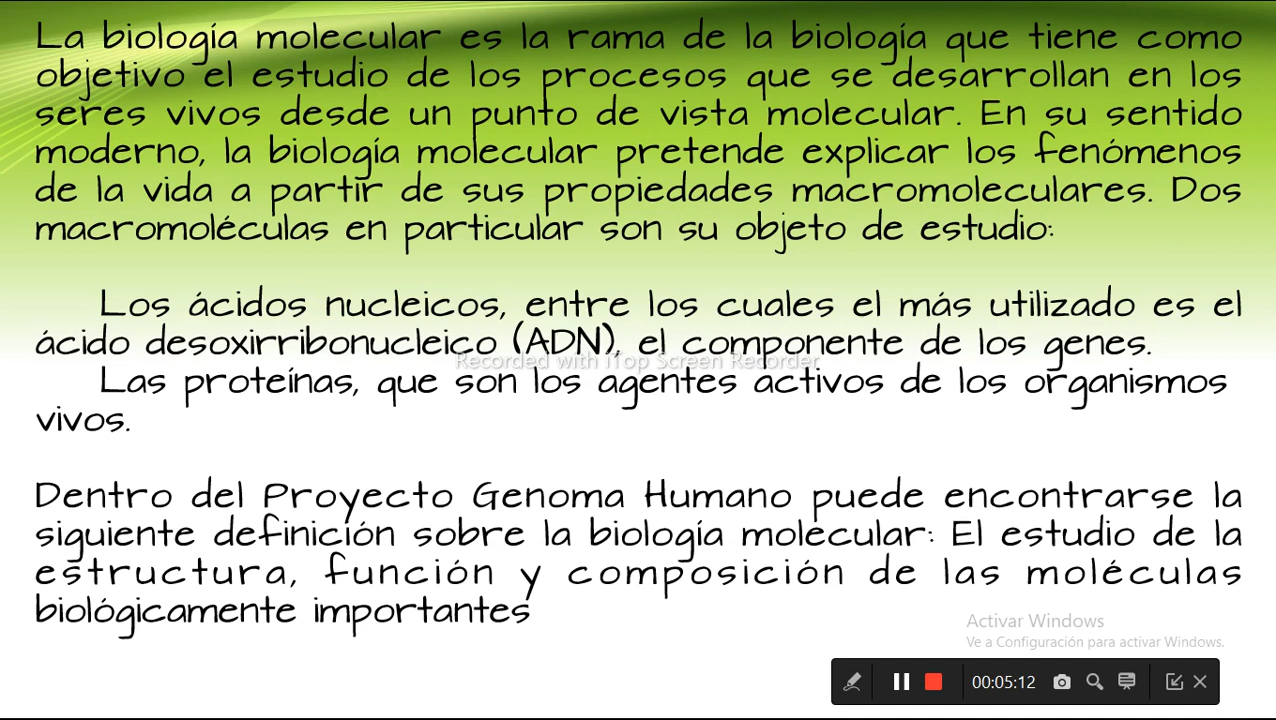 La biología molecular es la rama de la biología que tiene como
objetivo el estudio de los procesos que se desarrollan en los
seres vivos desde un punto de vista molecular. En su sentido
moderno, la biología molecular pretende explicar los fenómenos
de la vida a partir de sus propiedades macromoleculares. Dos
macromoléculas en particular son su objeto de estudio:
Los ácidos nucleicos, entre los cuales el más utilizado es el
ácido desoxirribonucleico (ADN), el componente de los genes.
Recorded with iTop Screen Recorder
Las proteínas, que son los agentes activos de los organismos
vivos.
Dentro del Proyecto Genoma Humano puede encontrarse la
siguiente definición sobre la biología molecular: El estudio de la
estructura, función y composición de las moléculas
biológicamente importantes
Activar Windows
Ve a Configuración para activar Windows.
00:05:12